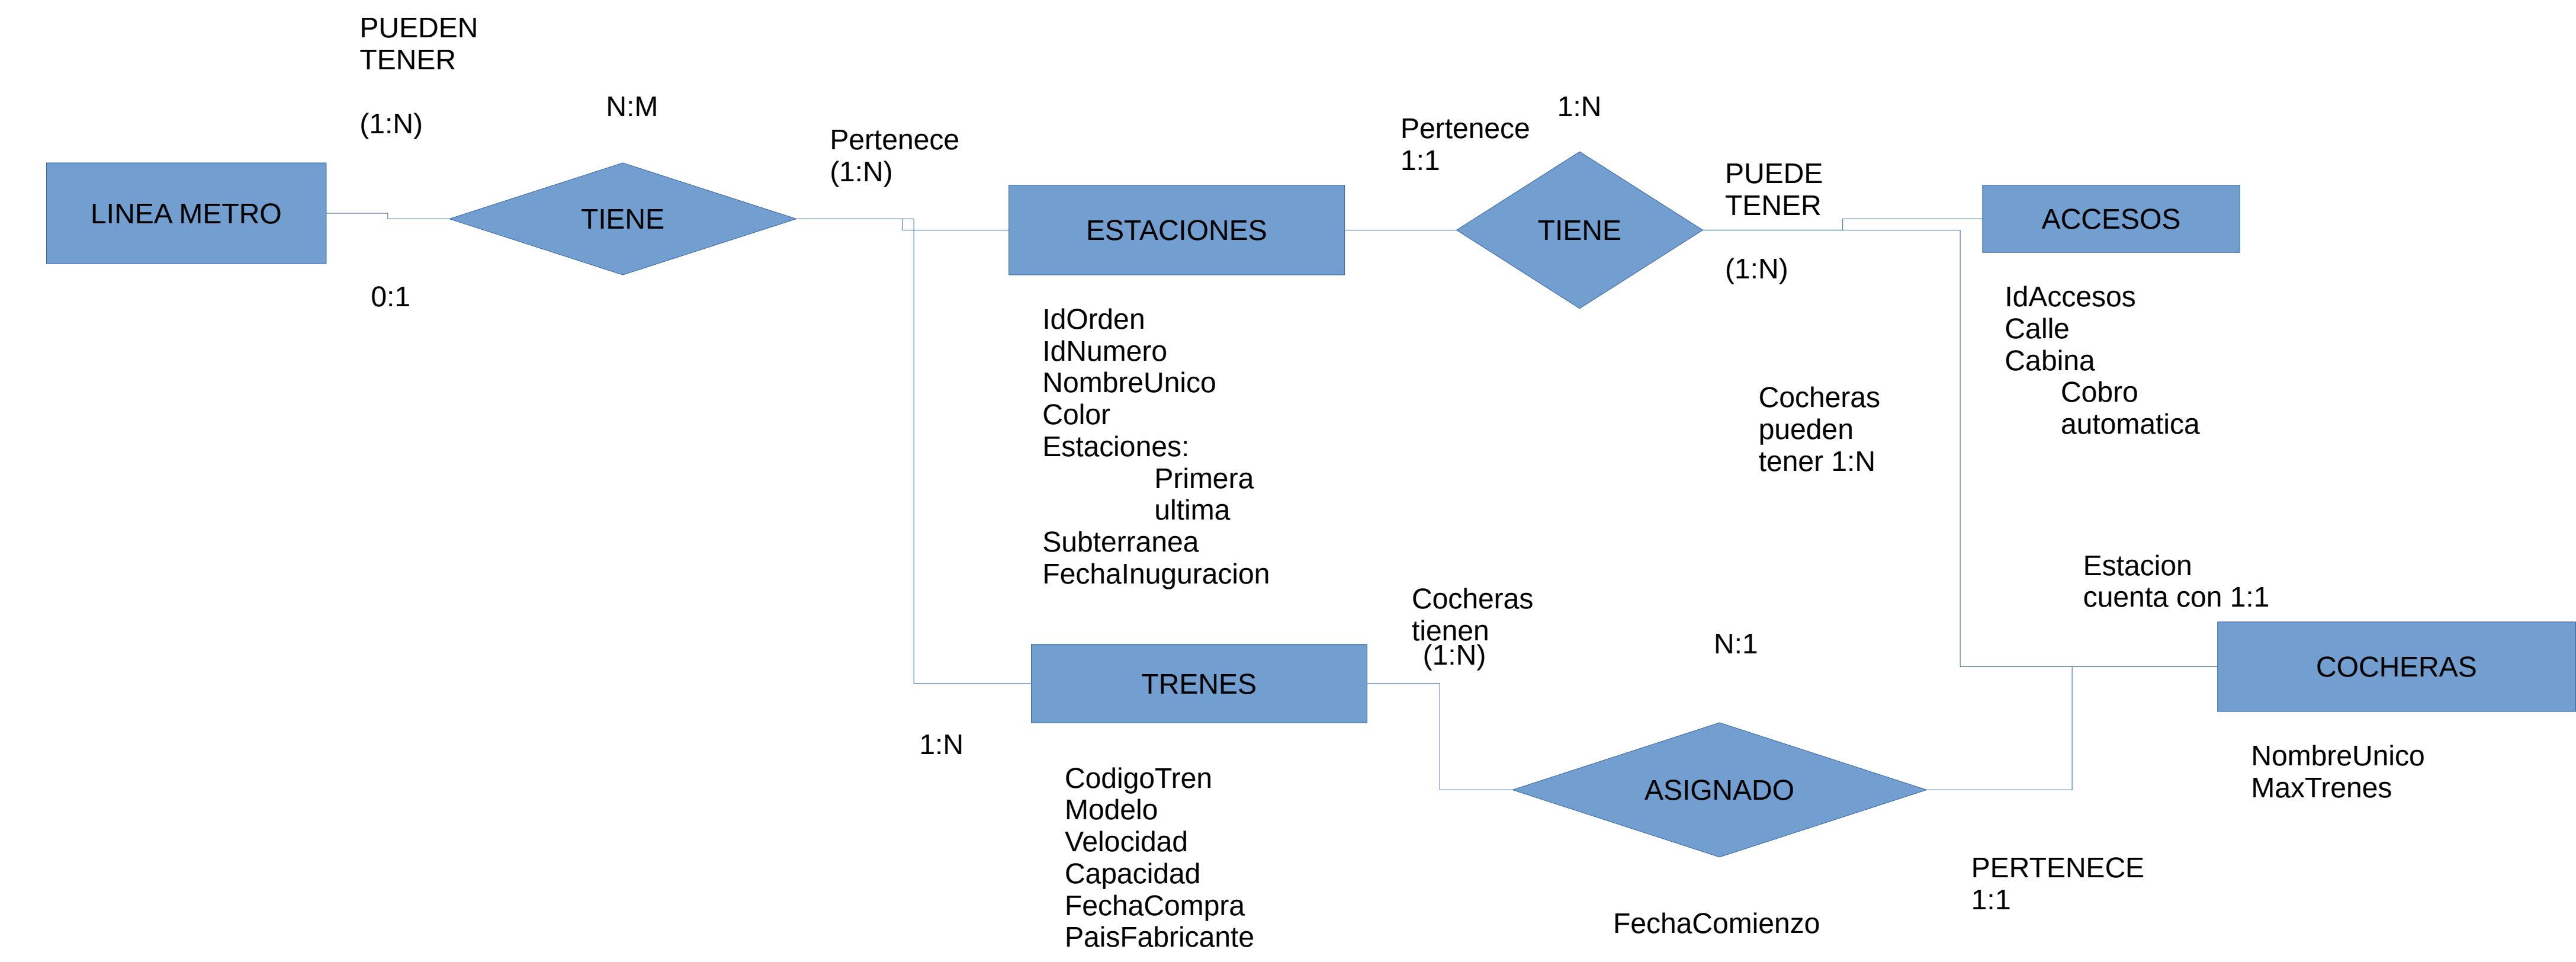 PUEDEN
TENER
(1:N)
N:M
Pertenece
(1:N)
Pertenece
1:1
1:N
PUEDE
TENER
(1:N)
LINEA METRO
TIENE
ESTACIONES
TIENE
ACCESOS
0:1
IdOrden
IdNumero
NombreUnico
Color
Estaciones:
Primera
ultima
Subterranea
FechaInuguracion
IdAccesos
Calle
Cabina
Cobro
automatica
Cocheras
pueden
tener 1:N
Estacion
cuenta con 1:1
Cocheras
tienen
(1:N)
N:1
TRENES
COCHERAS
1:N
CodigoTren
Modelo
Velocidad
Capacidad
FechaCompra
PaisFabricante
ASIGNADO
NombreUnico
MaxTrenes
PERTENECE
1:1
FechaComienzo